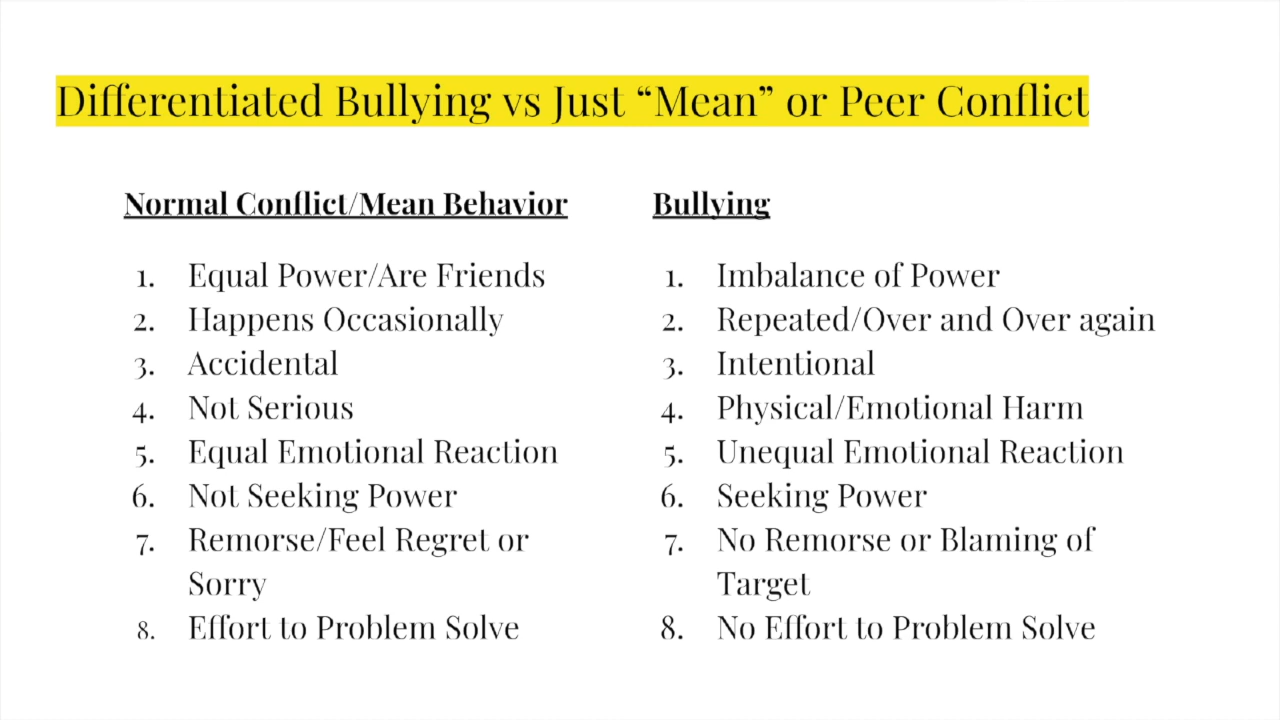 Differentiated Bullying vs Just “Mean” or Peer Conflict
Normal Conflict/Mean Behavior
1. Equal Power/Are Friends
2. Happens Occasionally
3. Accidental
4. Not Serious
5. Equal Emotional Reaction
6. Not Seeking Power
7. Remorse/Feel Regret or
Sorry
8. Effort to Problem Solve
Bullying
1. Imbalance of Power
2. Repeated/Over and Over again
3. Intentional
4. Physical/Emotional Harm
5. Unequal Emotional Reaction
6. Seeking Power
7. No Remorse or Blaming of
Target
8. No Effort to Problem Solve